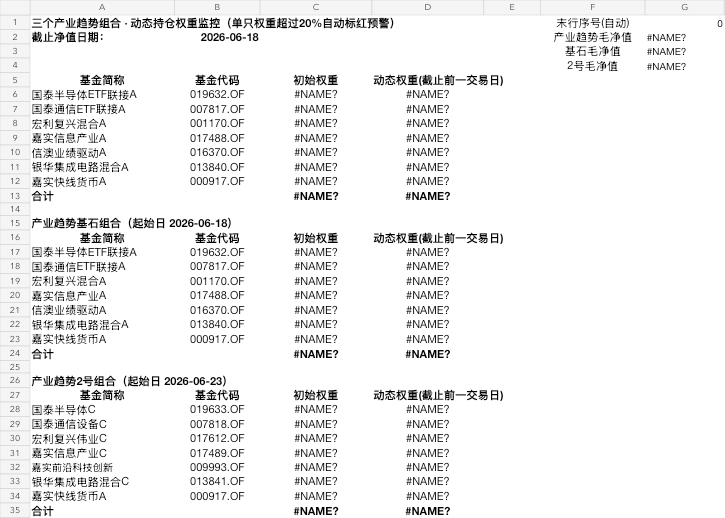 A B C D E F G
1 三个产业趋势组合 · 动态持仓权重监控（单只权重超过20%自动标红预警） 末行序号(自动) 0
2 截止净值日期: 2026-06-18 产业趋势毛净值 #NAME?
3 基石毛净值 #NAME?
4 2号毛净值 #NAME?
5 基金简称 基金代码 初始权重 动态权重(截止前一交易日)
6 国泰半导体ETF联接A 019632.OF #NAME? #NAME?
7 国泰通信ETF联接A 007817.OF #NAME? #NAME?
8 宏利复兴混合A 001170.OF #NAME? #NAME?
9 嘉实信息产业A 017488.OF #NAME? #NAME?
10 信澳业绩驱动A 016370.OF #NAME? #NAME?
11 银华集成电路混合A 013840.OF #NAME? #NAME?
12 嘉实快线货币A 000917.OF #NAME? #NAME?
13 合计 #NAME? #NAME?
14
15 产业趋势基石组合（起始日 2026-06-18）
16 基金简称 基金代码 初始权重 动态权重(截止前一交易日)
17 国泰半导体ETF联接A 019632.OF #NAME? #NAME?
18 国泰通信ETF联接A 007817.OF #NAME? #NAME?
19 宏利复兴混合A 001170.OF #NAME? #NAME?
20 嘉实信息产业A 017488.OF #NAME? #NAME?
21 信澳业绩驱动A 016370.OF #NAME? #NAME?
22 银华集成电路混合A 013840.OF #NAME? #NAME?
23 嘉实快线货币A 000917.OF #NAME? #NAME?
24 合计 #NAME? #NAME?
25
26 产业趋势2号组合（起始日 2026-06-23）
27 基金简称 基金代码 初始权重 动态权重(截止前一交易日)
28 国泰半导体C 019633.OF #NAME? #NAME?
29 国泰通信设备C 007818.OF #NAME? #NAME?
30 宏利复兴伟业C 017612.OF #NAME? #NAME?
31 嘉实信息产业C 017489.OF #NAME? #NAME?
32 嘉实前沿科技创新 009993.OF #NAME? #NAME?
33 银华集成电路混合C 013841.OF #NAME? #NAME?
34 嘉实快线货币A 000917.OF #NAME? #NAME?
35 合计 #NAME? #NAME?